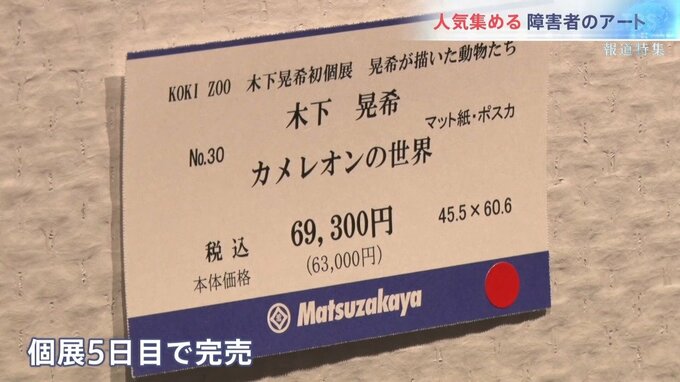 人気集める 障害者のアート
報道特集
KOKI ZOO 木下晃希初個展 晃希が描いた動物たち
木下 晃希
No.30 マット紙・ポスカ
カメレオンの世界
税込 69,300円 45.5×60.6
本体価格 (63,000円)
Matsuzakaya
個展5日目で完売